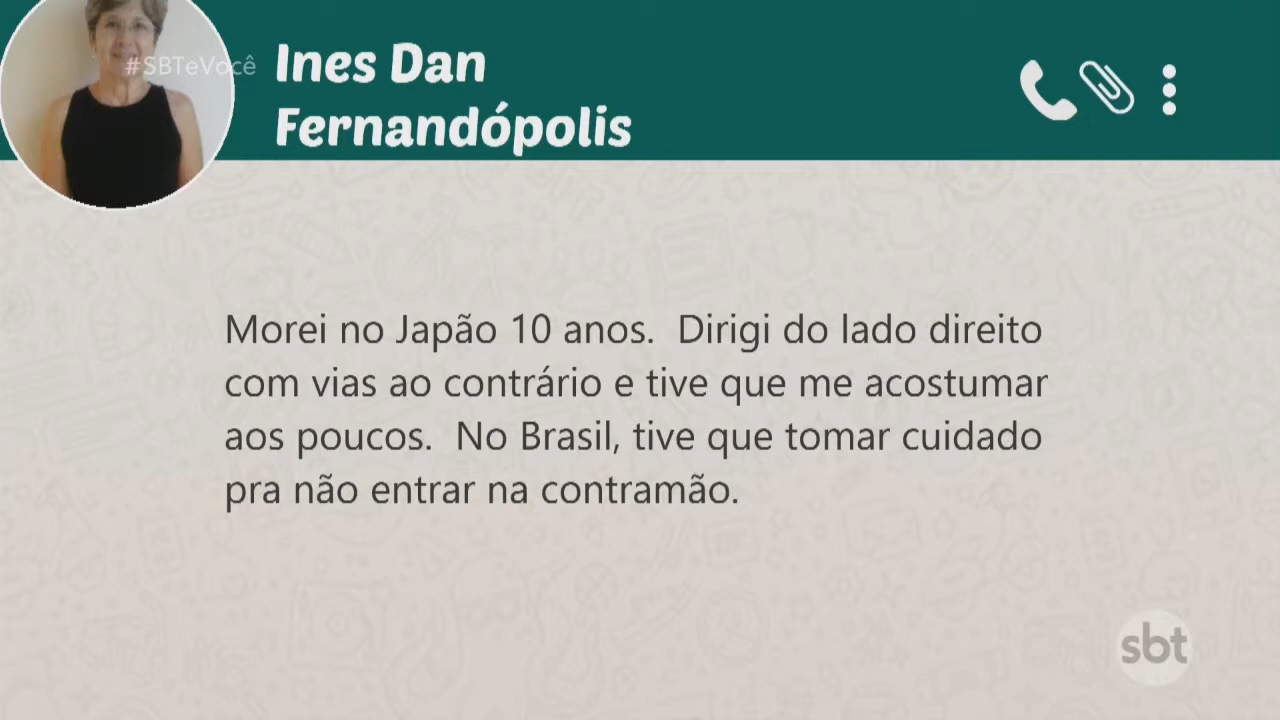 #SBTeVocê
Ines Dan
Fernandópolis
Morei no Japão 10 anos.  Dirigi do lado direito
com vias ao contrário e tive que me acostumar
aos poucos.  No Brasil, tive que tomar cuidado
pra não entrar na contramão.
sbt